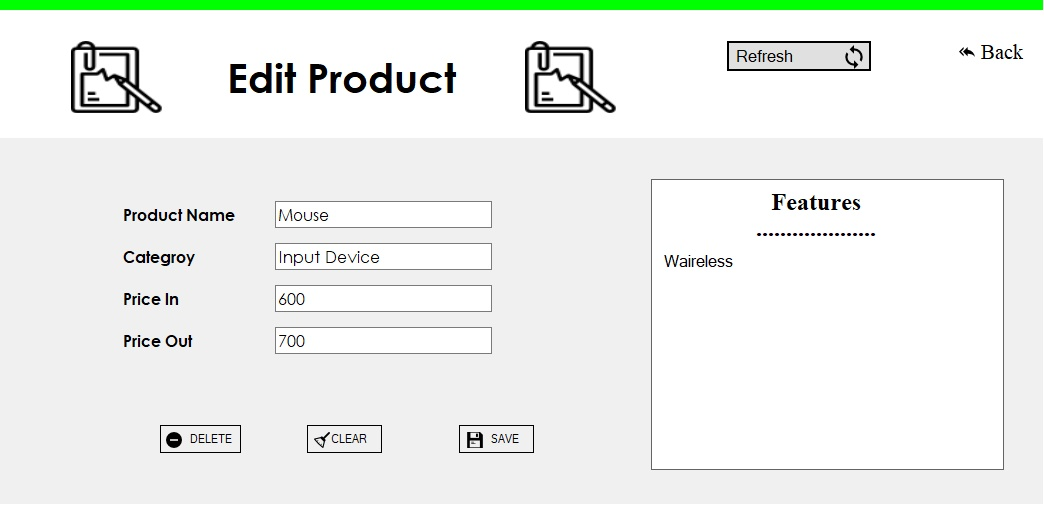 Edit Product
Refresh
Back
Product Name Mouse
Categroy Input Device
Price In 600
Price Out 700
DELETE CLEAR SAVE
Features
....................
Waireless